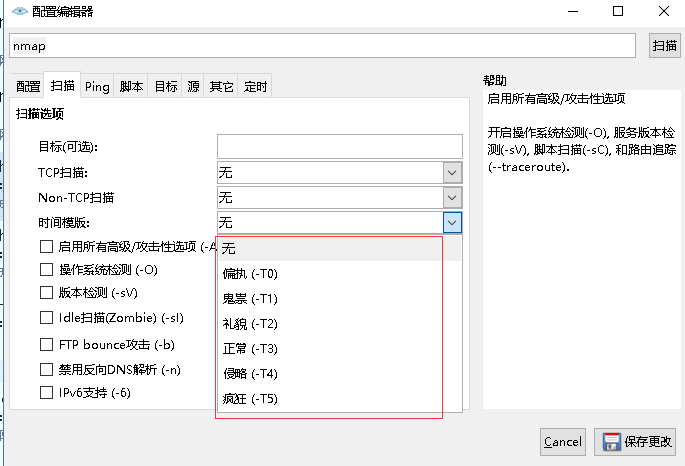 配置编辑器
nmap
扫描
配置 扫描 Ping 脚本 目标 源 其它 定时
帮助
扫描选项
目标(可选):
TCP扫描: 无
Non-TCP扫描 无
时间模版: 无
启用所有高级/攻击性选项 (-A
操作系统检测 (-O)
版本检测 (-sV)
Idle扫描(Zombie) (-sI)
FTP bounce攻击 (-b)
禁用反向DNS解析 (-n)
IPv6支持 (-6)
无
偏执 (-T0)
鬼祟 (-T1)
礼貌 (-T2)
正常 (-T3)
侵略 (-T4)
疯狂 (-T5)
启用所有高级/攻击性选项
开启操作系统检测(-O), 服务版本检
测(-sV), 脚本扫描(-sC), 和路由追踪
(--traceroute).
Cancel
保存更改